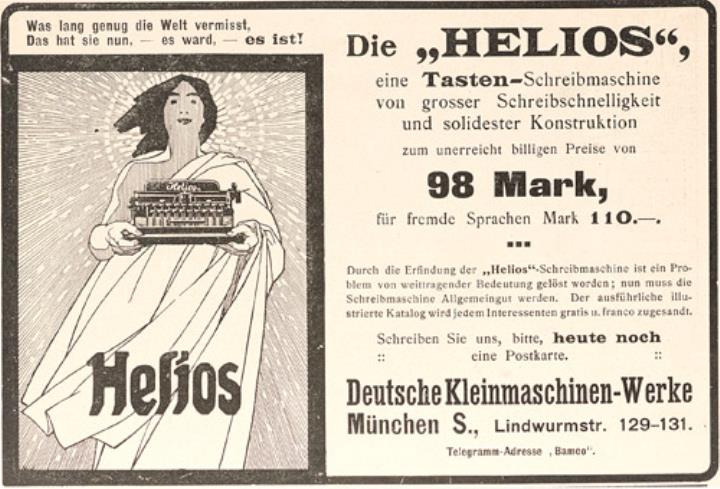 Was lang genug die Welt vermisst,
Das hat sie nun, — es ward, — es ist!
Helios
Helios
Die „HELIOS“,
eine Tasten-Schreibmaschine
von grosser Schreibschnelligkeit
und solidester Konstruktion
zum unerreicht billigen Preise von
98 Mark,
für fremde Sprachen Mark 110.—.
Durch die Erfindung der „Helios“-Schreibmaschine ist ein Pro-
blem von weittragender Bedeutung gelöst worden; nun muss die
Schreibmaschine Allgemeingut werden. Der ausführliche illu-
strierte Katalog wird jedem Interessenten gratis u. franco zugesandt.
Schreiben Sie uns, bitte, heute noch
:: eine Postkarte. ::
Deutsche Kleinmaschinen-Werke
München S., Lindwurmstr. 129-131.
Telegramm-Adresse „Bamco“.